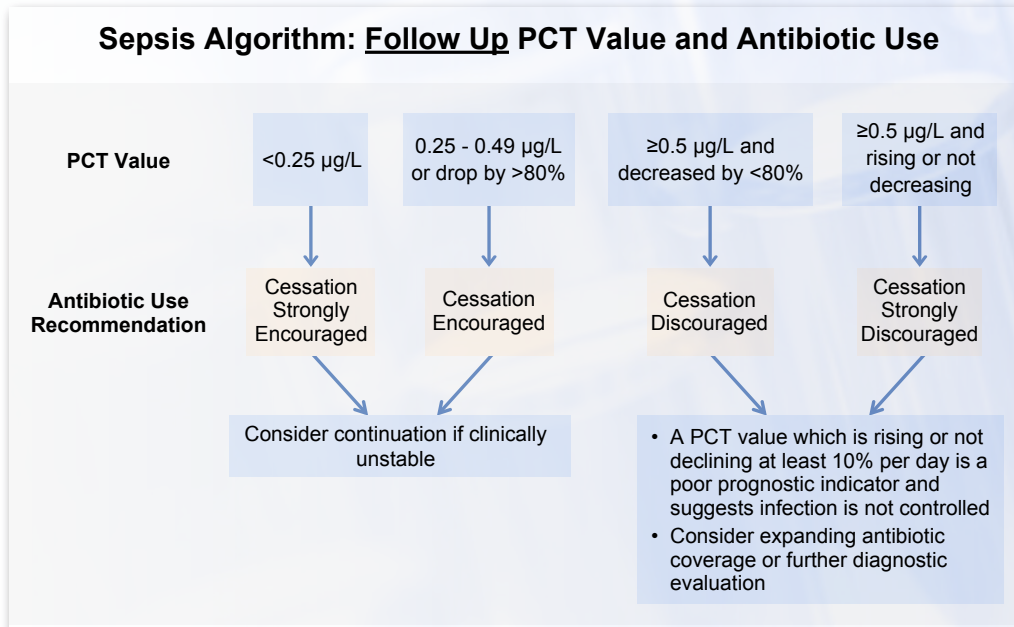 Sepsis Algorithm: Follow Up PCT Value and Antibiotic Use
PCT Value
<0.25 µg/L
0.25 - 0.49 µg/L
or drop by >80%
≥0.5 µg/L and
decreased by <80%
≥0.5 µg/L and
rising or not
decreasing
Antibiotic Use
Recommendation
Cessation
Strongly
Encouraged
Cessation
Encouraged
Cessation
Discouraged
Cessation
Strongly
Discouraged
Consider continuation if clinically
unstable
• A PCT value which is rising or not
declining at least 10% per day is a
poor prognostic indicator and
suggests infection is not controlled
• Consider expanding antibiotic
coverage or further diagnostic
evaluation